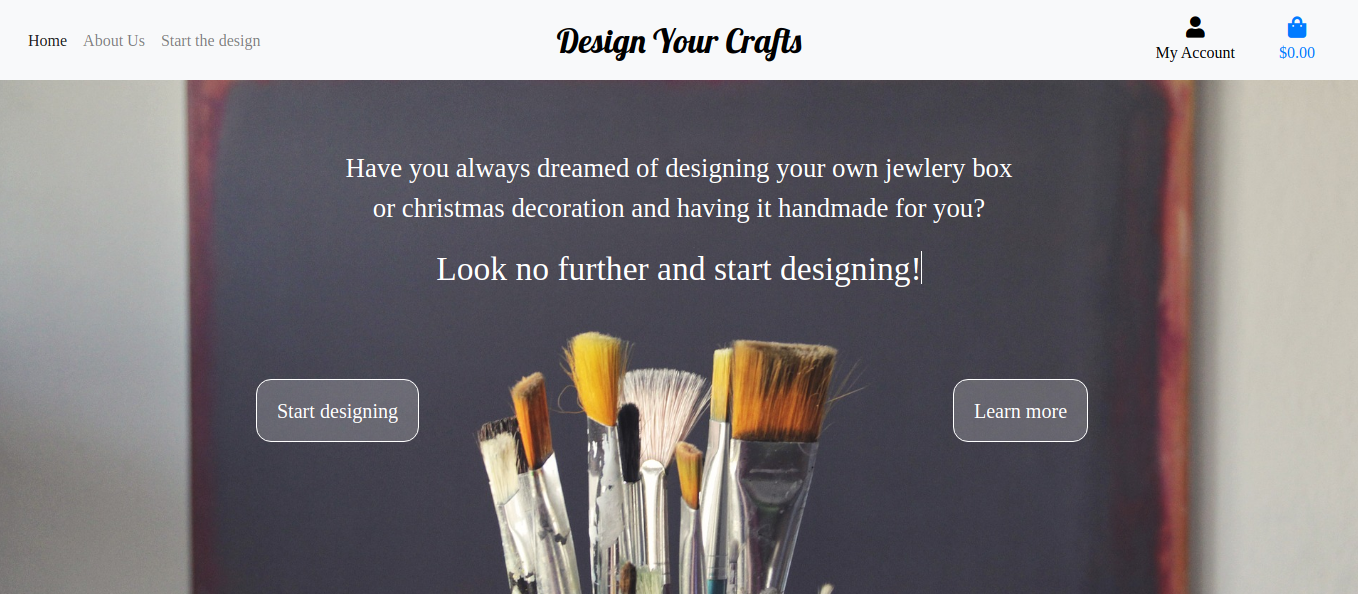 Home About Us Start the design
Design Your Crafts
My Account
$0.00
Have you always dreamed of designing your own jewlery box
or christmas decoration and having it handmade for you?
Look no further and start designing!
Start designing
Learn more